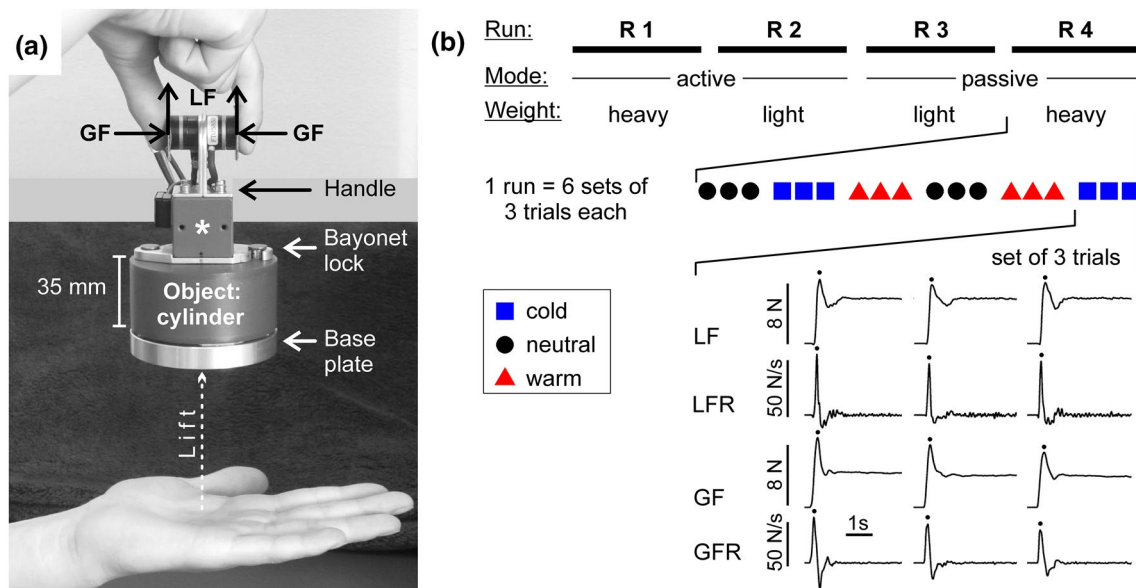 (a)
LF
GF
GF
Handle
*
Bayonet
lock
35 mm
Object:
cylinder
Base
plate
Lift
(b)
Run: R 1 R 2 R 3 R 4
Mode: active passive
Weight: heavy light light heavy
1 run = 6 sets of
3 trials each
set of 3 trials
cold
neutral
warm
LF 8 N
LFR 50 N/s
GF 8 N
GFR 50 N/s
1s